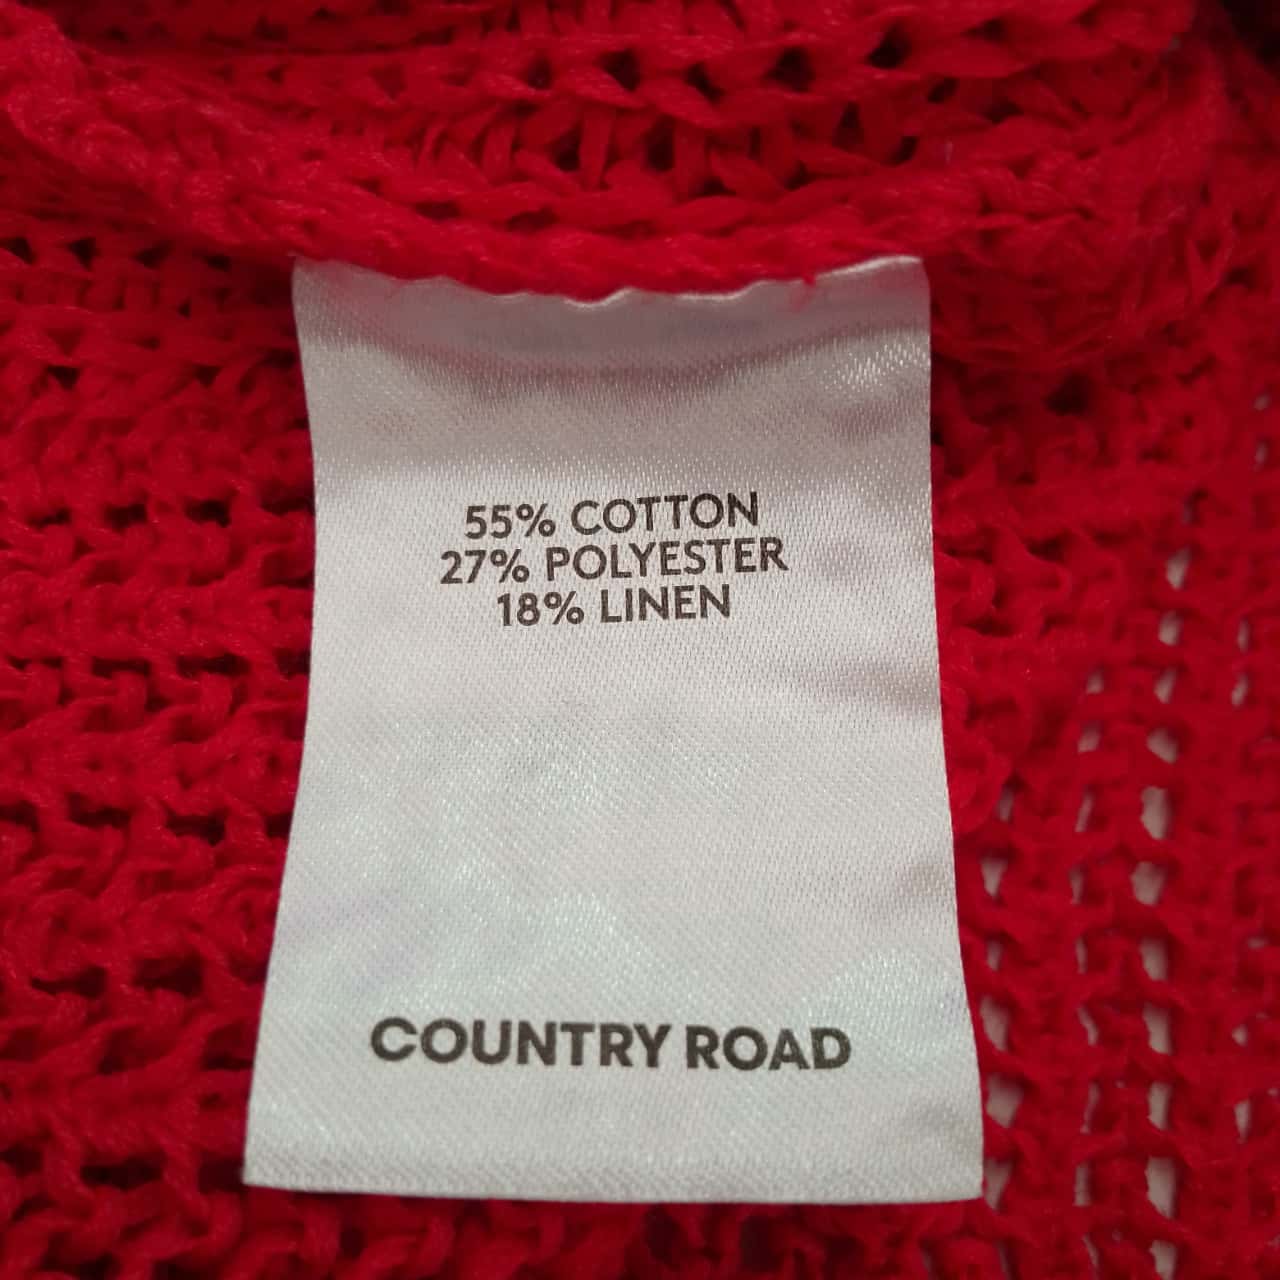 55% COTTON
27% POLYESTER
18% LINEN
COUNTRY ROAD